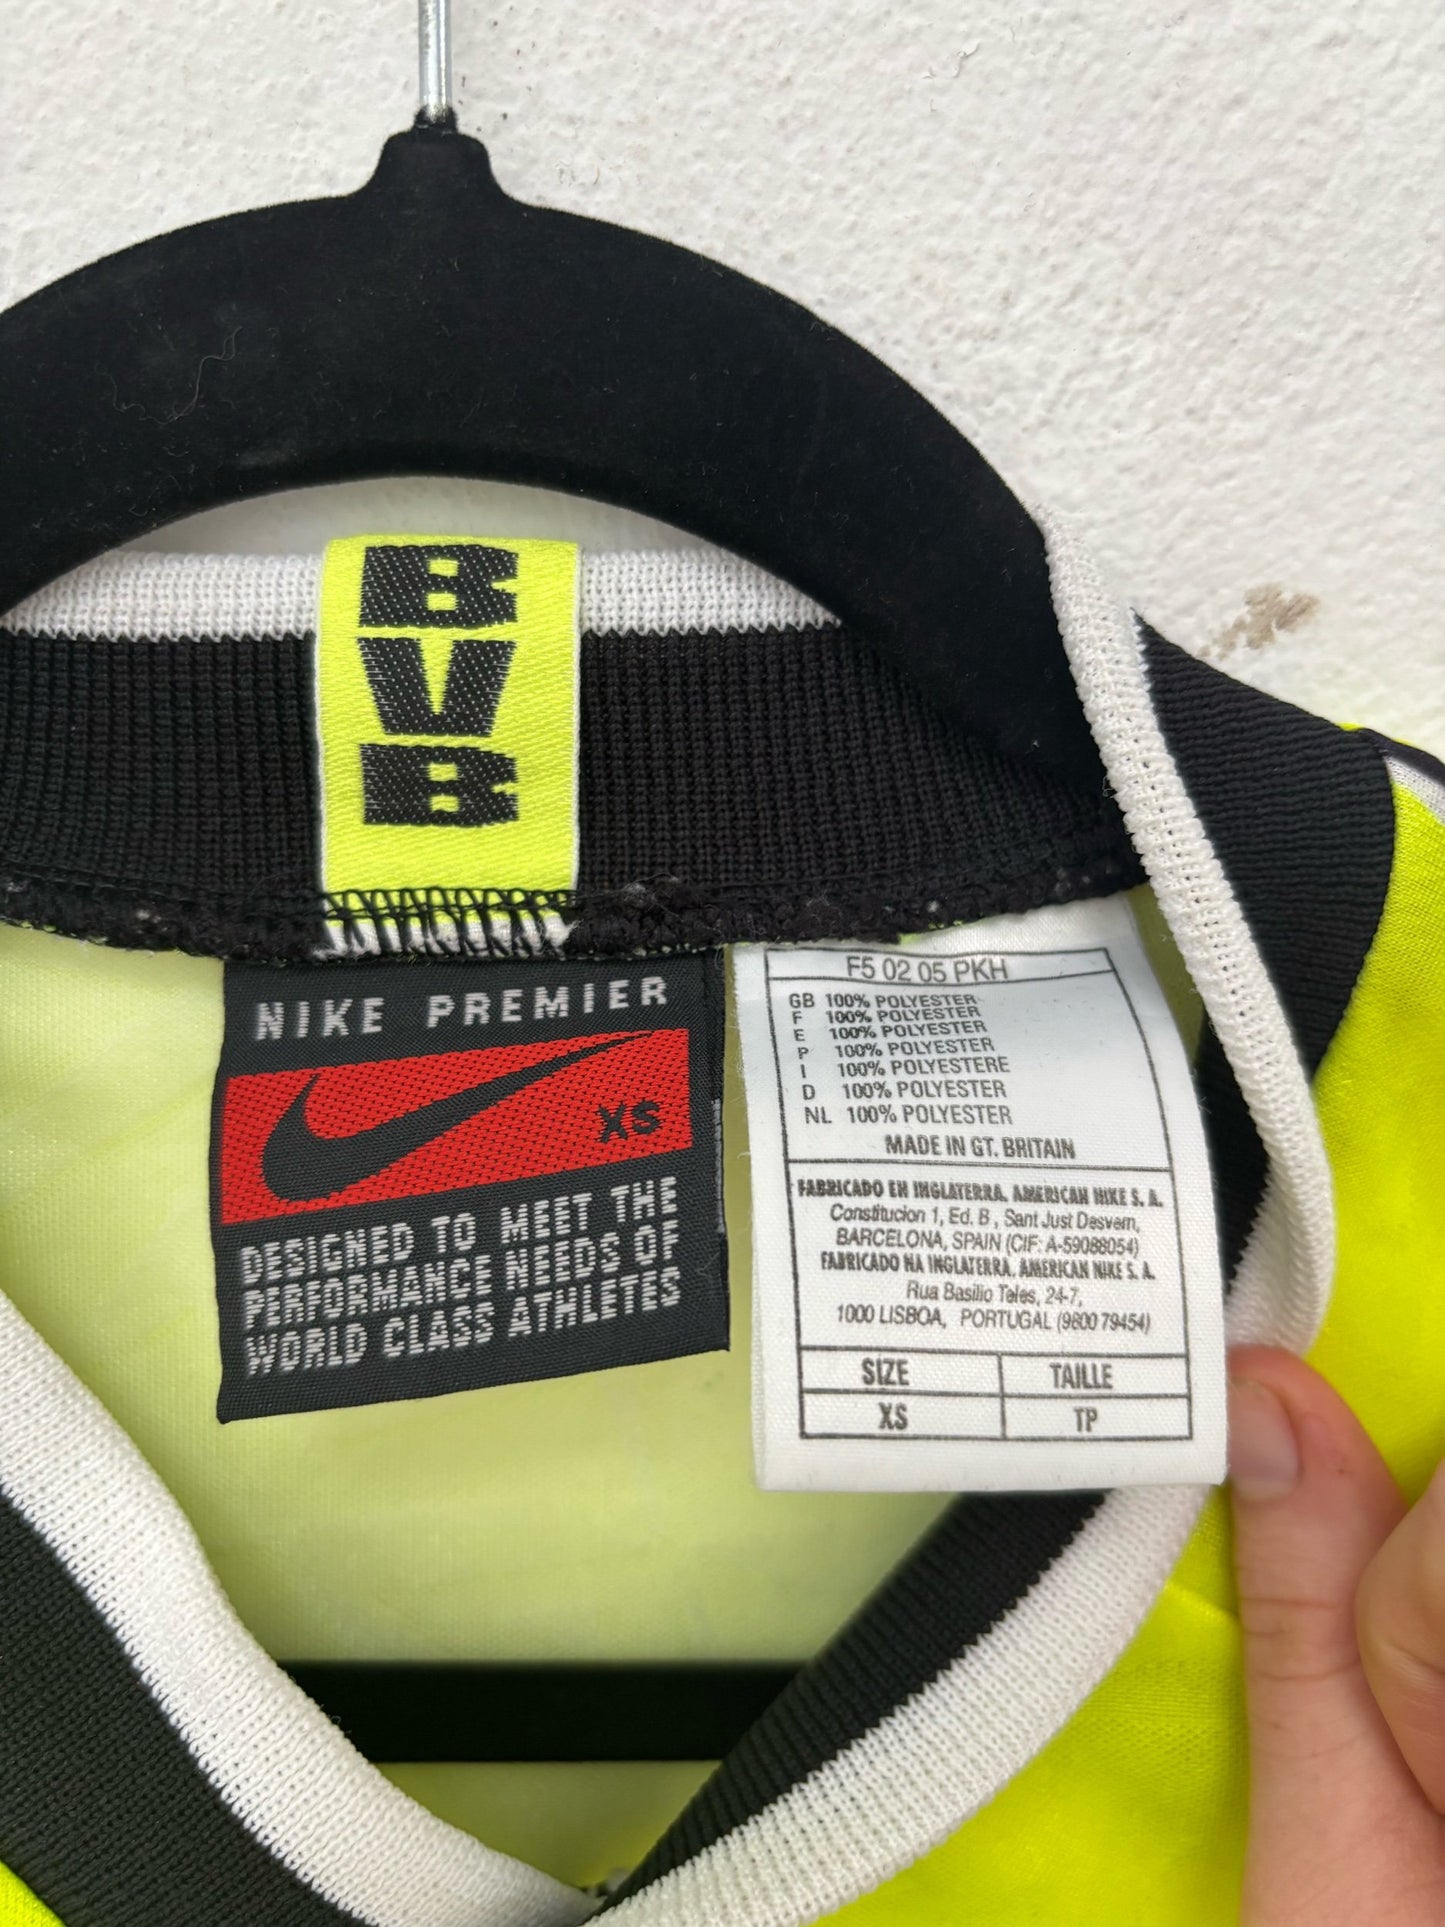 B
V
B
NIKE PREMIER
XS
DESIGNED TO MEET THE
PERFORMANCE NEEDS OF
WORLD CLASS ATHLETES
F5 02 05 PKH
GB 100% POLYESTER
F 100% POLYESTER
E 100% POLYESTER
P 100% POLYESTER
I 100% POLYESTERE
D 100% POLYESTER
NL 100% POLYESTER
MADE IN GT. BRITAIN
FABRICADO EN INGLATERRA. AMERICAN NIKE S. A.
Constitucion 1, Ed. B , Sant Just Desvern,
BARCELONA, SPAIN (CIF: A-59088054)
FABRICADO NA INGLATERRA. AMERICAN NIKE S. A.
Rua Basilio Teles, 24-7,
1000 LISBOA, PORTUGAL (9800 79454)
SIZE TAILLE
XS TP